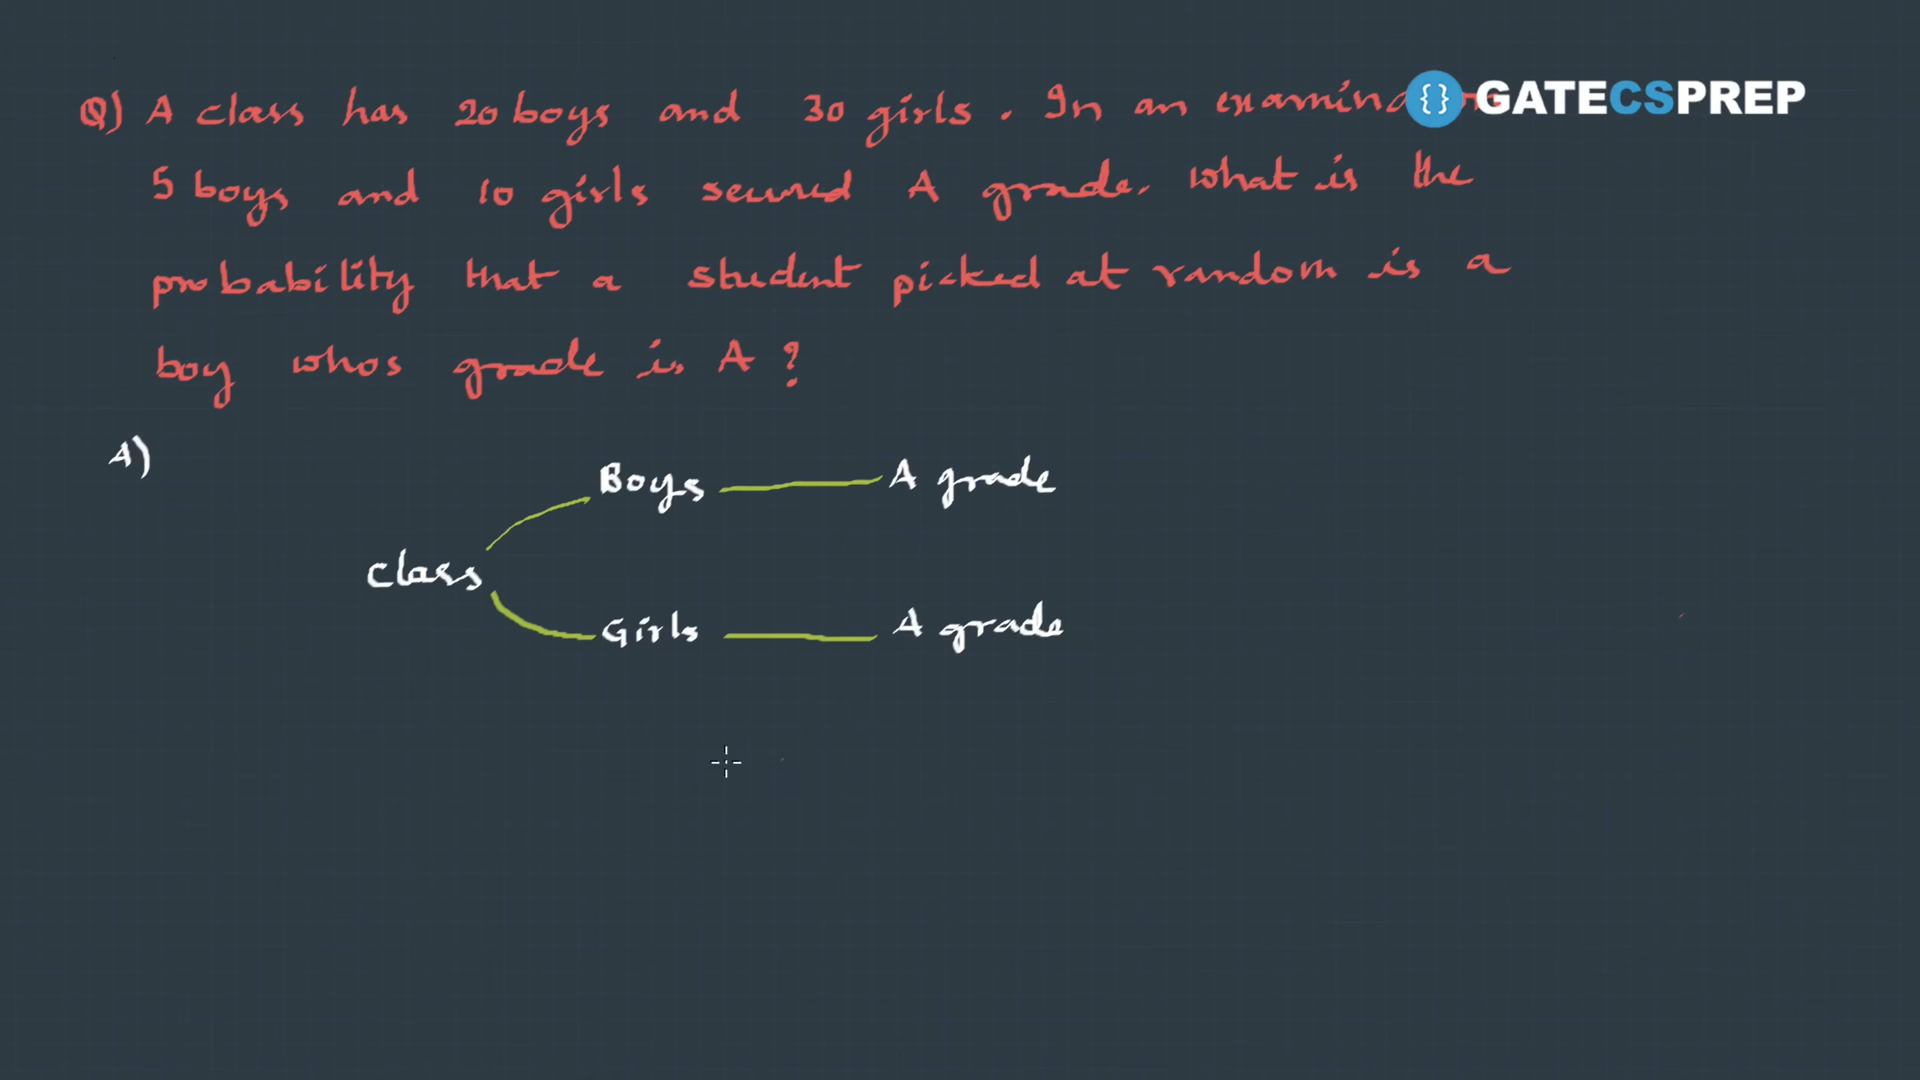 Q) A class has 20 boys and 30 girls. In an
{} GATECSPREP
5 boys and 10 girls secured A grade. What is the
probability that a student picked at random is a
boy whos grade is A ?
A)
Boys A grade
class
Girls A grade